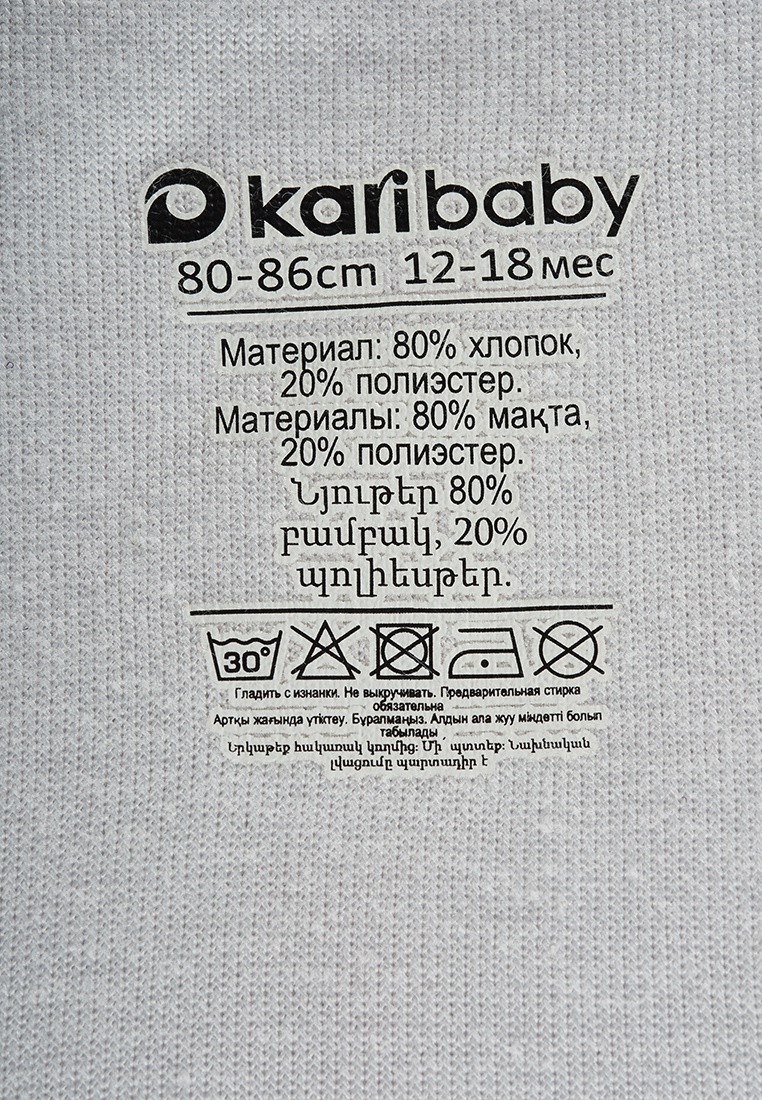 kari baby
80-86cm 12-18мес
Материал: 80% хлопок,
20% полиэстер.
Материалы: 80% мақта,
20% полиэстер.
Նյութեր 80%
բամբակ, 20%
պոլիեսթեր.
30°
Гладить с изнанки. Не выкручивать. Предварительная стирка
обязательна
Артқы жағында үтіктеу. Бұралмаңыз. Алдын ала жуу міндетті болып
табылады
Երկաթեք հակառակ կողմից: Մի՛ պտտեք: Նախնական
լվացումը պարտադիր է